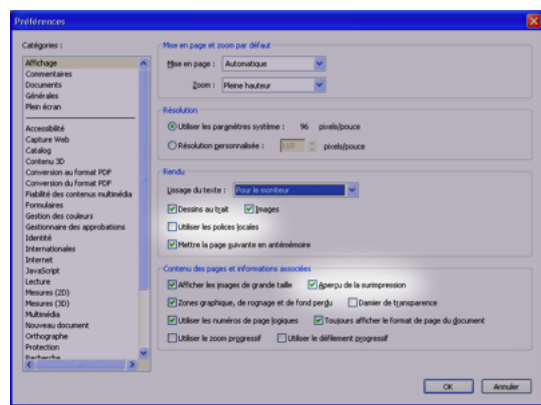 Préférences
Catégories :
Affichage
Commentaires
Documents
Générales
Plein écran
Accessibilité
Capture Web
Catalog
Contenu 3D
Conversion au format PDF
Conversion du format PDF
Fiabilité des contenus multimédia
Formulaires
Gestion des couleurs
Gestionnaire des approbations
Identité
Internationales
Internet
JavaScript
Lecture
Mesures (2D)
Mesures (3D)
Multimédia
Nouveau document
Orthographe
Protection
Recherche
Mise en page et zoom par défaut
Mise en page : Automatique
Zoom : Pleine hauteur
Résolution
Utiliser les paramètres système : 96 pixels/pouce
Résolution personnalisée : 110 pixels/pouce
Rendu
Lissage du texte : Pour le moniteur
Dessins au trait Images
Utiliser les polices locales
Mettre la page suivante en antémémoire
Contenu des pages et informations associées
Afficher les images de grande taille Aperçu de la surimpression
Zones graphique, de rognage et de fond perdu Damier de transparence
Utiliser les numéros de page logiques Toujours afficher le format de page du document
Utiliser le zoom progressif Utiliser le défilement progressif
OK Annuler